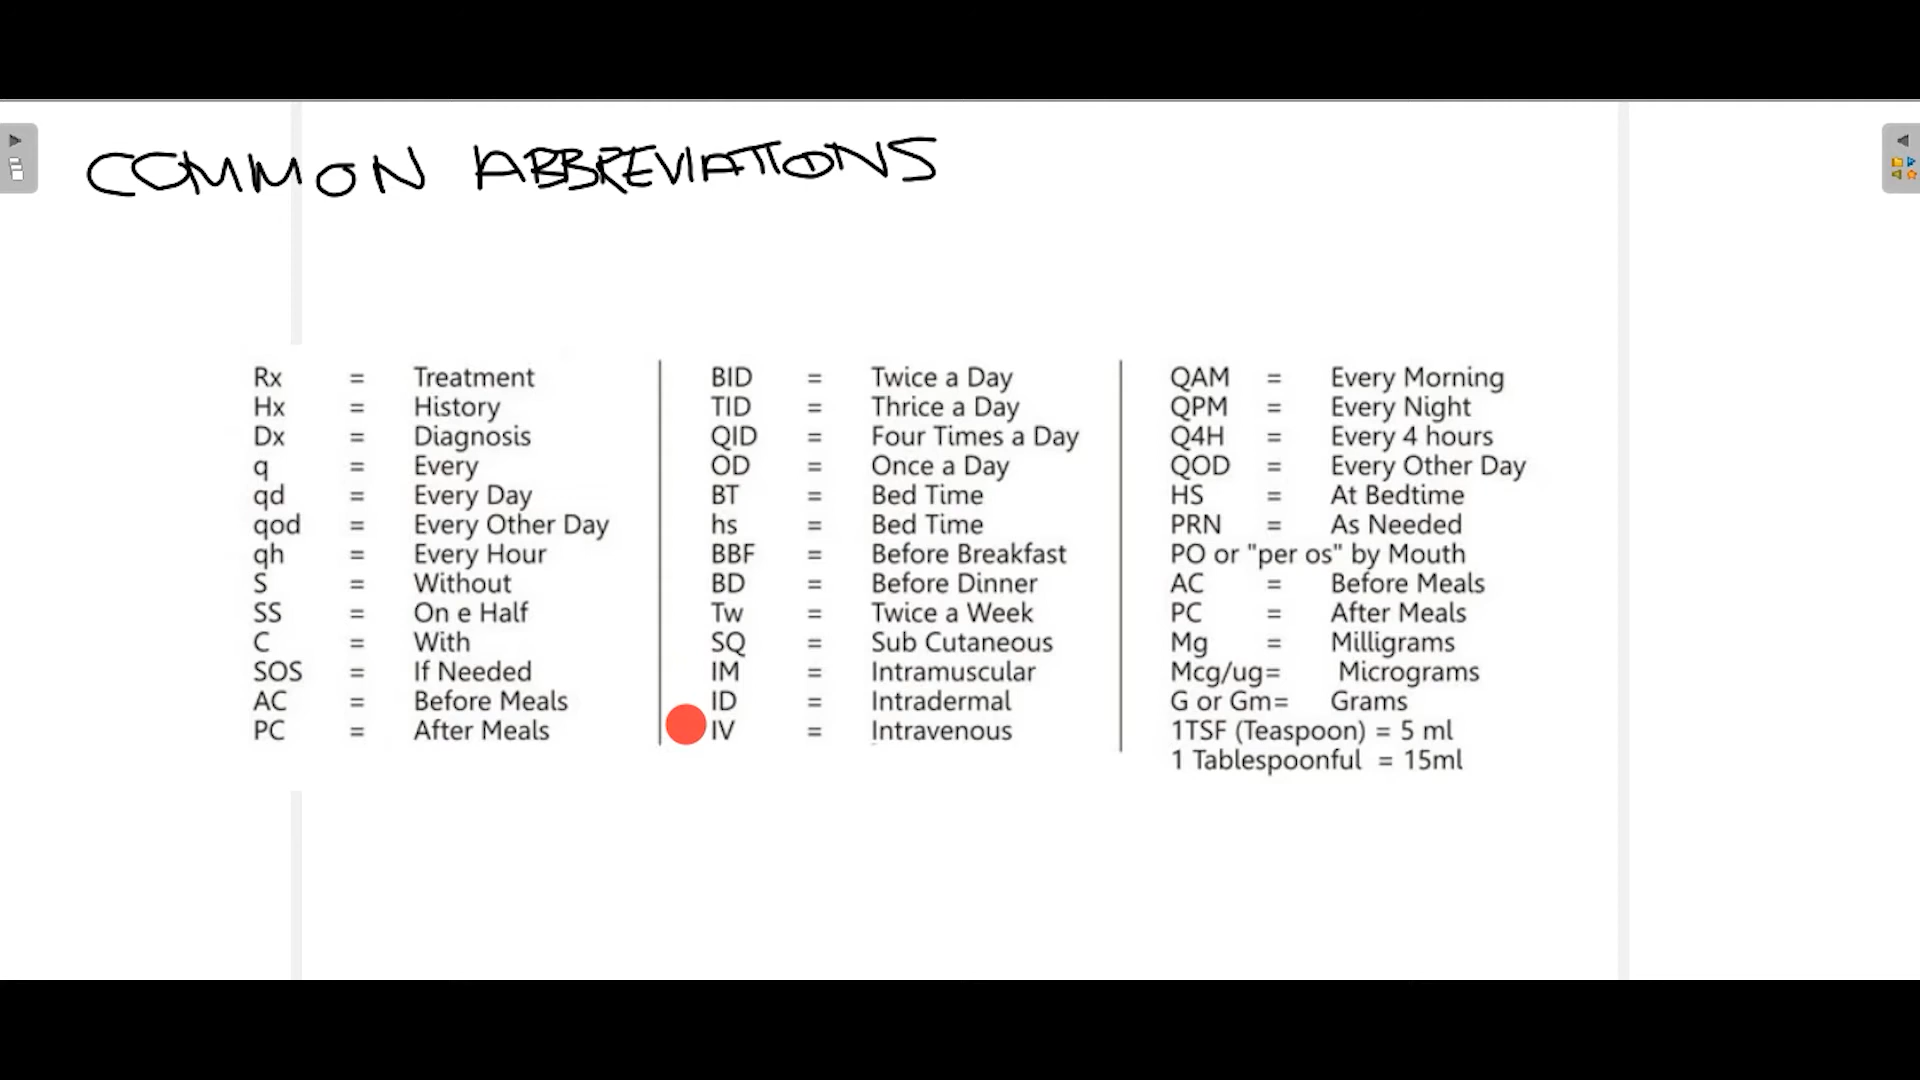 COMMON ABBREVIATIONS
Rx = Treatment
Hx = History
Dx = Diagnosis
q = Every
qd = Every Day
qod = Every Other Day
qh = Every Hour
S = Without
SS = On e Half
C = With
SOS = If Needed
AC = Before Meals
PC = After Meals
BID = Twice a Day
TID = Thrice a Day
QID = Four Times a Day
OD = Once a Day
BT = Bed Time
hs = Bed Time
BBF = Before Breakfast
BD = Before Dinner
Tw = Twice a Week
SQ = Sub Cutaneous
IM = Intramuscular
ID = Intradermal
IV = Intravenous
QAM = Every Morning
QPM = Every Night
Q4H = Every 4 hours
QOD = Every Other Day
HS = At Bedtime
PRN = As Needed
PO or "per os" by Mouth
AC = Before Meals
PC = After Meals
Mg = Milligrams
Mcg/ug= Micrograms
G or Gm= Grams
1TSF (Teaspoon) = 5 ml
1 Tablespoonful = 15ml